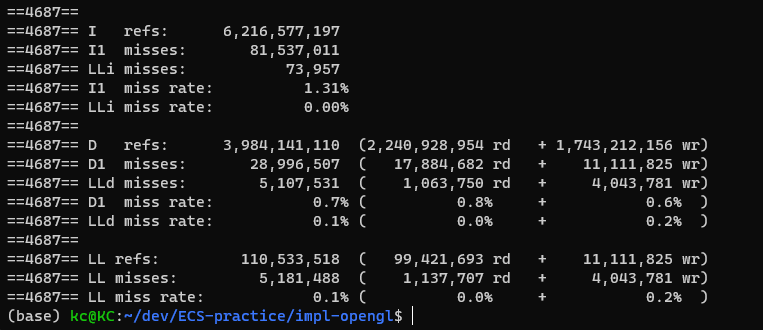 ==4687==
==4687== I   refs:      6,216,577,197
==4687== I1  misses:       81,537,011
==4687== LLi misses:           73,957
==4687== I1  miss rate:          1.31%
==4687== LLi miss rate:          0.00%
==4687==
==4687== D   refs:      3,984,141,110  (2,240,928,954 rd   + 1,743,212,156 wr)
==4687== D1  misses:       28,996,507  (   17,884,682 rd   +    11,111,825 wr)
==4687== LLd misses:        5,107,531  (    1,063,750 rd   +     4,043,781 wr)
==4687== D1  miss rate:           0.7% (          0.8%     +           0.6%  )
==4687== LLd miss rate:           0.1% (          0.0%     +           0.2%  )
==4687==
==4687== LL refs:         110,533,518  (   99,421,693 rd   +    11,111,825 wr)
==4687== LL misses:         5,181,488  (    1,137,707 rd   +     4,043,781 wr)
==4687== LL miss rate:            0.1% (          0.0%     +           0.2%  )
(base) kc@KC:~/dev/ECS-practice/impl-opengl$